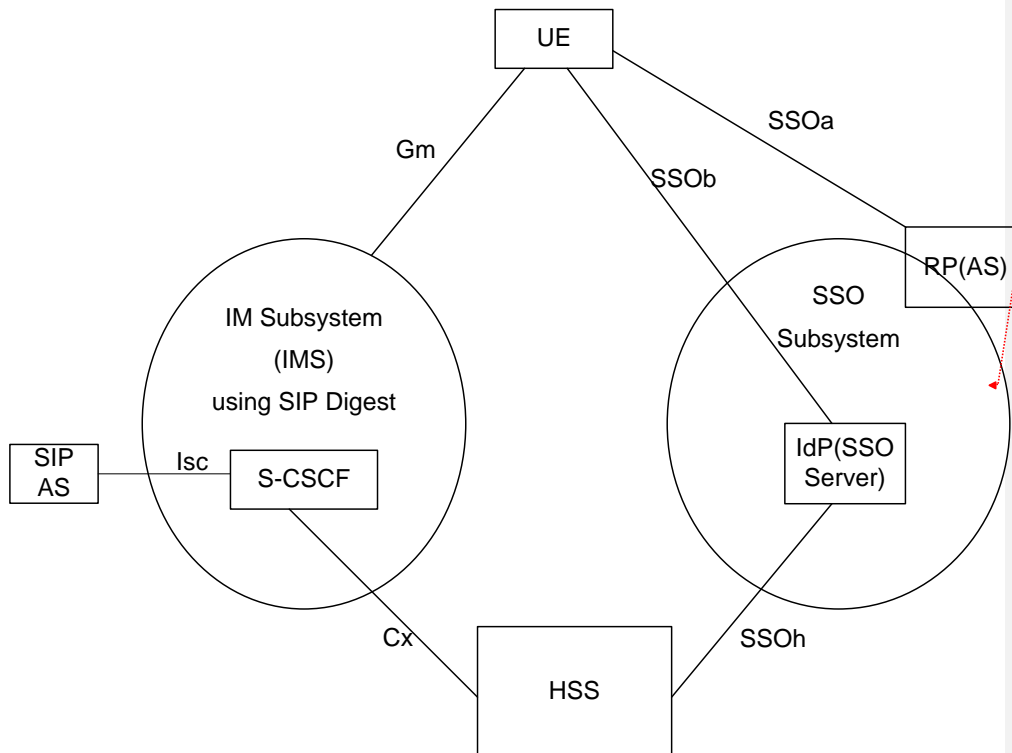 UE
SSOa
Gm
SSOb
RP(AS)
SSO
Subsystem
IM Subsystem
(IMS)
using SIP Digest
IdP(SSO
Server)
SIP
AS
Isc
S-CSCF
Cx
SSOh
HSS